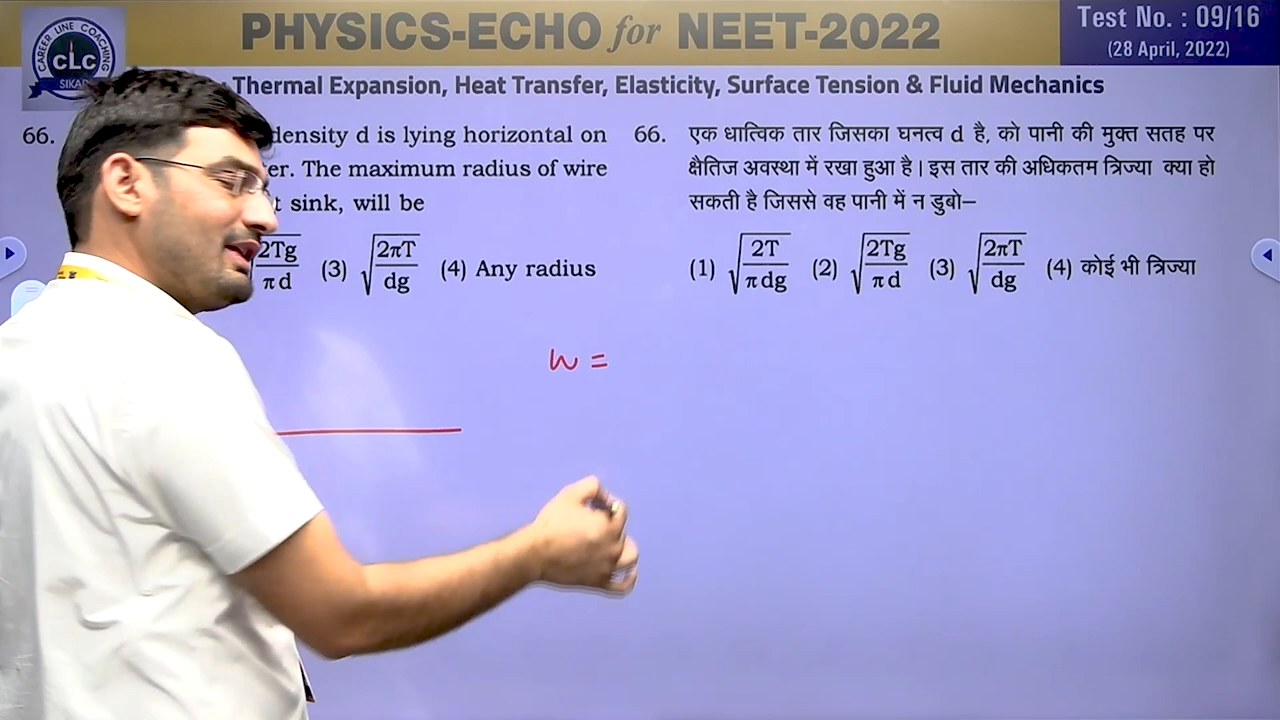 PHYSICS-ECHO for NEET-2022
Test No. : 09/16
(28 April, 2022)
CAREER LINE COACHING
CLC
Thermal Expansion, Heat Transfer, Elasticity, Surface Tension & Fluid Mechanics
66. density d is lying horizontal on
The maximum radius of wire
sink, will be
√(2Tg/πd) (3) √(2πT/dg) (4) Any radius
66. एक धात्विक तार जिसका घनत्व d है, को पानी की मुक्त सतह पर
क्षैतिज अवस्था में रखा हुआ है। इस तार की अधिकतम त्रिज्या क्या हो
सकती है जिससे वह पानी में न डुबो–
(1) √(2T/πdg) (2) √(2Tg/πd) (3) √(2πT/dg) (4) कोई भी त्रिज्या
w =